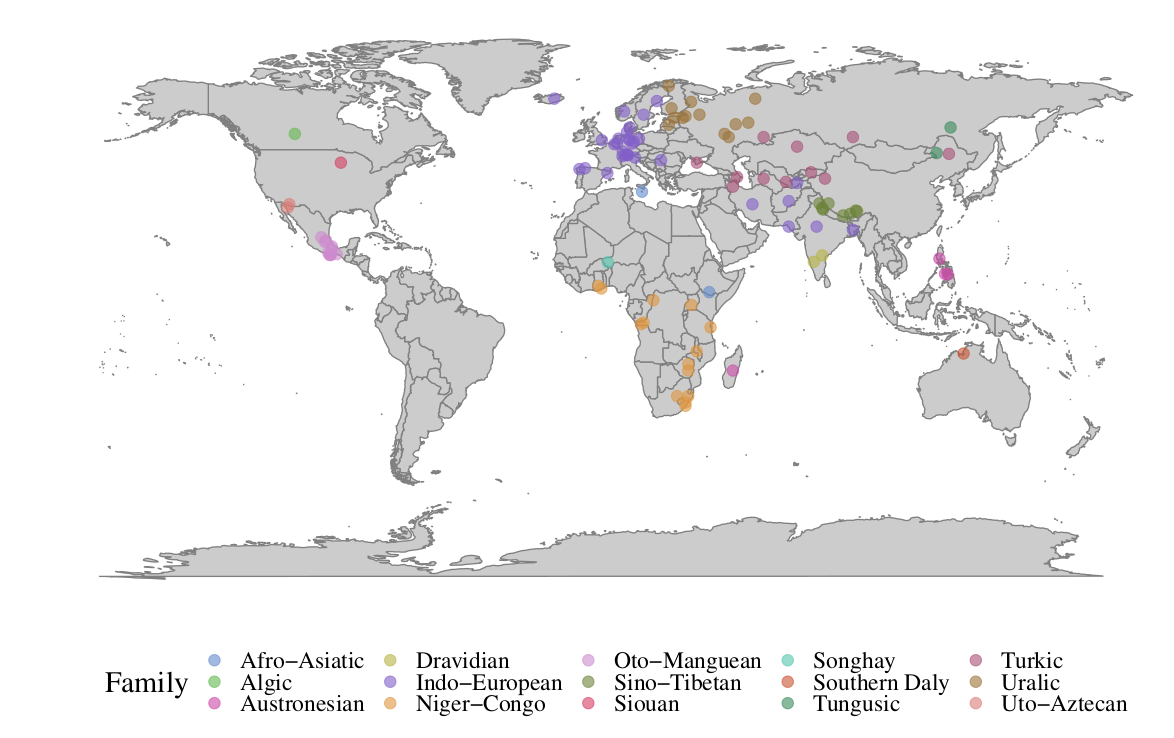 Family
Afro−Asiatic Dravidian Oto−Manguean Songhay Turkic
Algic Indo−European Sino−Tibetan Southern Daly Uralic
Austronesian Niger−Congo Siouan Tungusic Uto−Aztecan